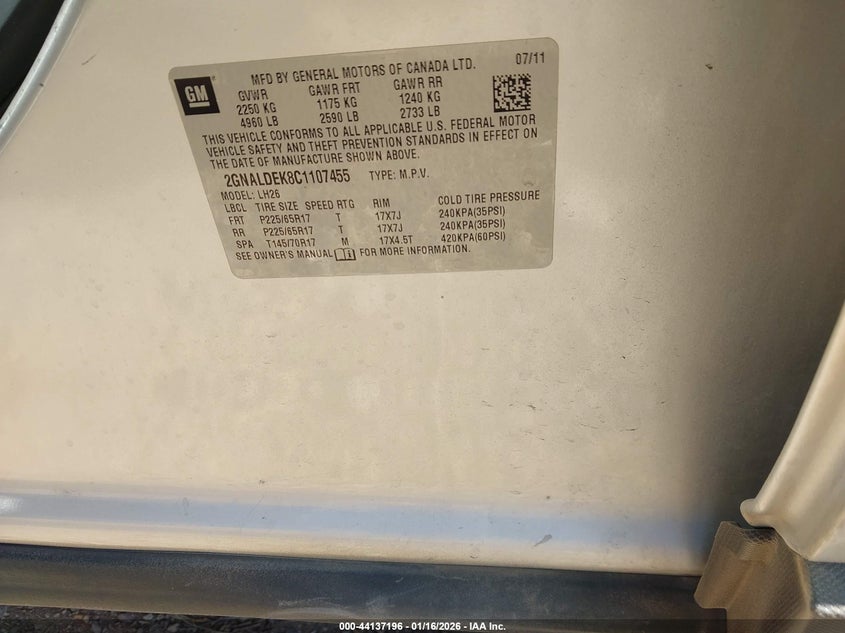 GM
MFD BY GENERAL MOTORS OF CANADA LTD. 07/11
GVWR GAWR FRT GAWR RR
2250 KG 1175 KG 1240 KG
4960 LB 2590 LB 2733 LB
THIS VEHICLE CONFORMS TO ALL APPLICABLE U.S. FEDERAL MOTOR
VEHICLE SAFETY AND THEFT PREVENTION STANDARDS IN EFFECT ON
THE DATE OF MANUFACTURE SHOWN ABOVE.
2GNALDEK8C1107455 TYPE: M.P.V.
MODEL: LH26
LBCL TIRE SIZE SPEED RTG RIM COLD TIRE PRESSURE
FRT P225/65R17 T 17X7J 240KPA(35PSI)
RR P225/65R17 T 17X7J 240KPA(35PSI)
SPA T145/70R17 M 17X4.5T 420KPA(60PSI)
SEE OWNER'S MANUAL FOR MORE INFORMATION.
000-44137196 - 01/16/2026 - IAA Inc.